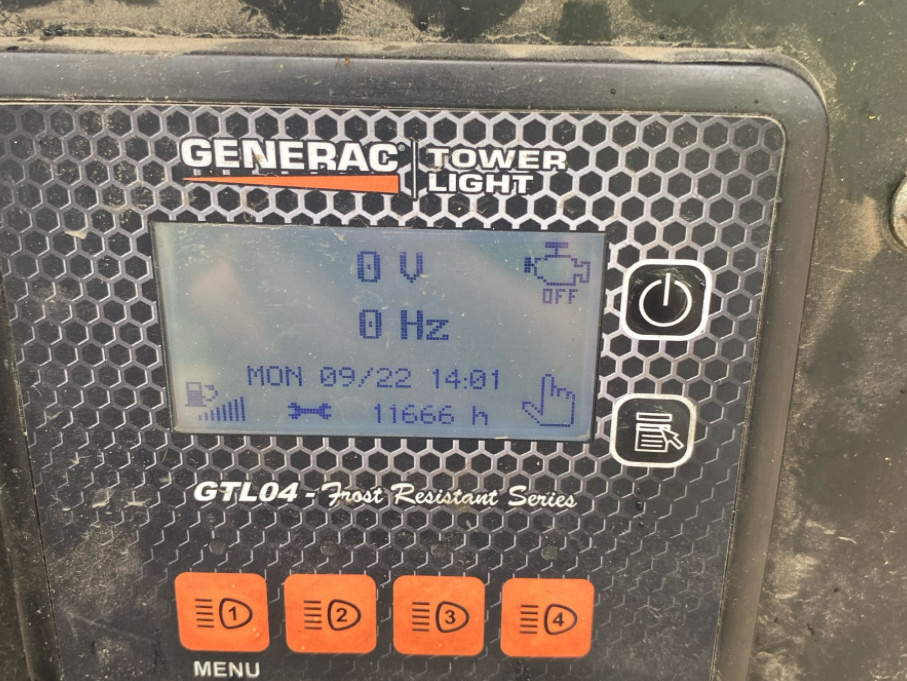 GENERAC® TOWER LIGHT
0 V
OFF
0 Hz
MON 09/22 14:01
11666 h
GTL04 - Frost Resistant Series
1 2 3 4
MENU